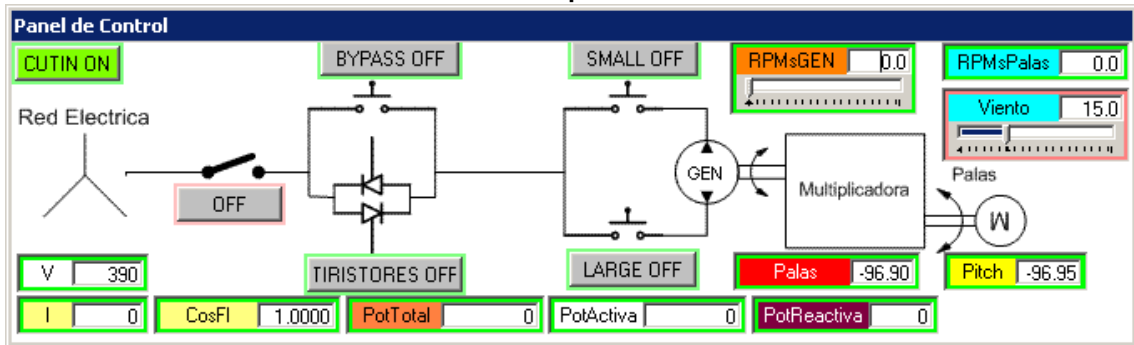 Panel de Control
CUTIN ON
BYPASS OFF
SMALL OFF
RPMsGEN 0.0
RPMsPalas 0.0
Viento 15.0
Red Electrica
OFF
GEN
Multiplicadora
Palas
M
V 390
TIRISTORES OFF
LARGE OFF
Palas -96.90
Pitch -96.95
I 0
CosFI 1.0000
PotTotal 0
PotActiva 0
PotReactiva 0